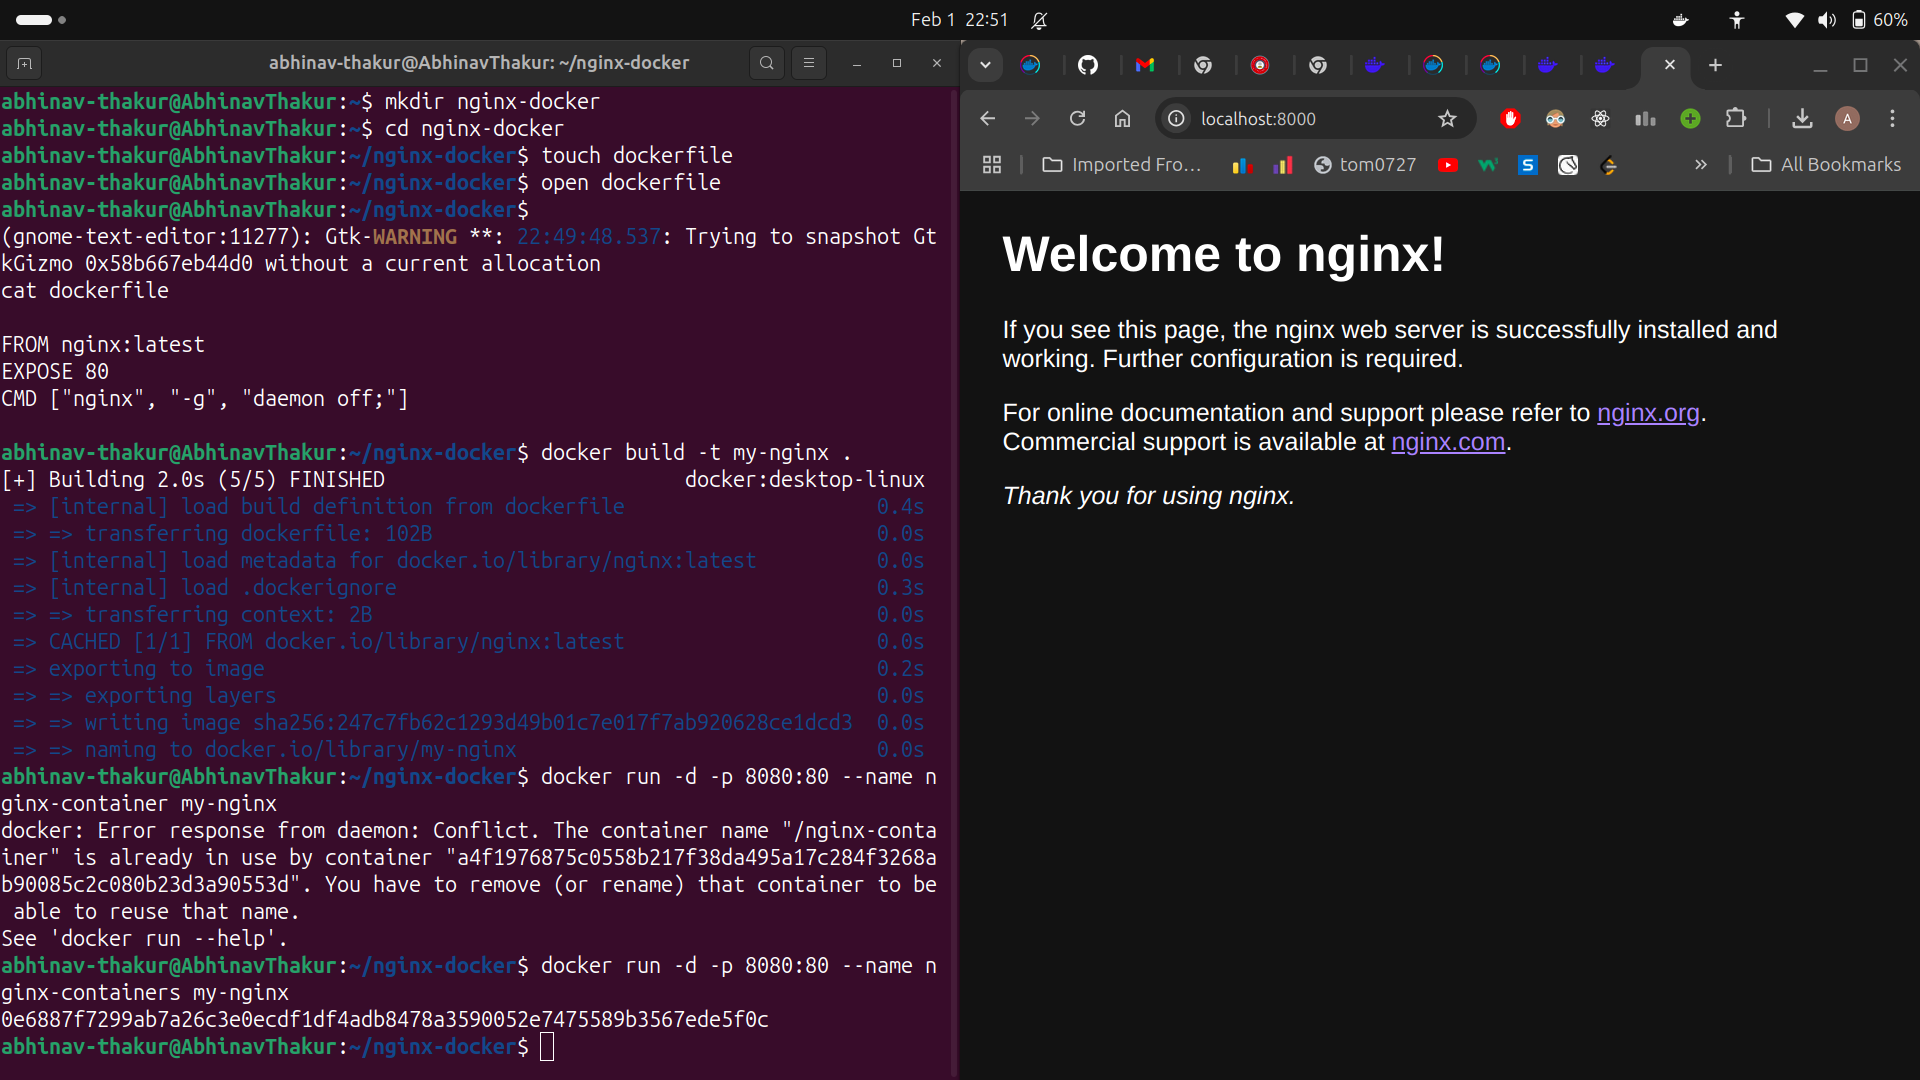 Feb 1 22:51
60%
abhinav-thakur@AbhinavThakur: ~/nginx-docker
abhinav-thakur@AbhinavThakur:~$ mkdir nginx-docker
abhinav-thakur@AbhinavThakur:~$ cd nginx-docker
abhinav-thakur@AbhinavThakur:~/nginx-docker$ touch dockerfile
abhinav-thakur@AbhinavThakur:~/nginx-docker$ open dockerfile
abhinav-thakur@AbhinavThakur:~/nginx-docker$
(gnome-text-editor:11277): Gtk-WARNING **: 22:49:48.537: Trying to snapshot Gt
kGizmo 0x58b667eb44d0 without a current allocation
cat dockerfile
FROM nginx:latest
EXPOSE 80
CMD ["nginx", "-g", "daemon off;"]
abhinav-thakur@AbhinavThakur:~/nginx-docker$ docker build -t my-nginx .
[+] Building 2.0s (5/5) FINISHED docker:desktop-linux
=> [internal] load build definition from dockerfile 0.4s
=> => transferring dockerfile: 102B 0.0s
=> [internal] load metadata for docker.io/library/nginx:latest 0.0s
=> [internal] load .dockerignore 0.3s
=> => transferring context: 2B 0.0s
=> CACHED [1/1] FROM docker.io/library/nginx:latest 0.0s
=> exporting to image 0.2s
=> => exporting layers 0.0s
=> => writing image sha256:247c7fb62c1293d49b01c7e017f7ab920628ce1dcd3 0.0s
=> => naming to docker.io/library/my-nginx 0.0s
abhinav-thakur@AbhinavThakur:~/nginx-docker$ docker run -d -p 8080:80 --name n
ginx-container my-nginx
docker: Error response from daemon: Conflict. The container name "/nginx-conta
iner" is already in use by container "a4f1976875c0558b217f38da495a17c284f3268a
b90085c2c080b23d3a90553d". You have to remove (or rename) that container to be
able to reuse that name.
See 'docker run --help'.
abhinav-thakur@AbhinavThakur:~/nginx-docker$ docker run -d -p 8080:80 --name n
ginx-containers my-nginx
0e6887f7299ab7a26c3e0ecdf1df4adb8478a3590052e7475589b3567ede5f0c
abhinav-thakur@AbhinavThakur:~/nginx-docker$
localhost:8000
A
Imported Fro...
tom0727
S
All Bookmarks
Welcome to nginx!
If you see this page, the nginx web server is successfully installed and
working. Further configuration is required.
For online documentation and support please refer to nginx.org.
Commercial support is available at nginx.com.
Thank you for using nginx.